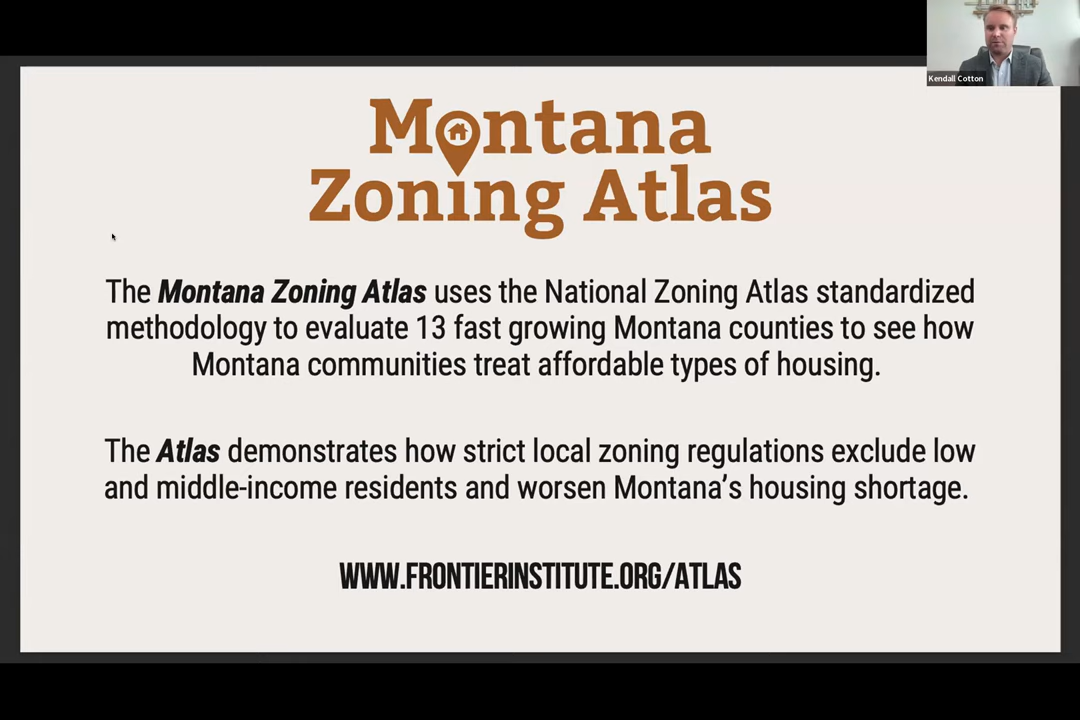 Kendall Cotton
Montana
Zoning Atlas
The Montana Zoning Atlas uses the National Zoning Atlas standardized
methodology to evaluate 13 fast growing Montana counties to see how
Montana communities treat affordable types of housing.
The Atlas demonstrates how strict local zoning regulations exclude low
and middle-income residents and worsen Montana’s housing shortage.
WWW.FRONTIERINSTITUTE.ORG/ATLAS